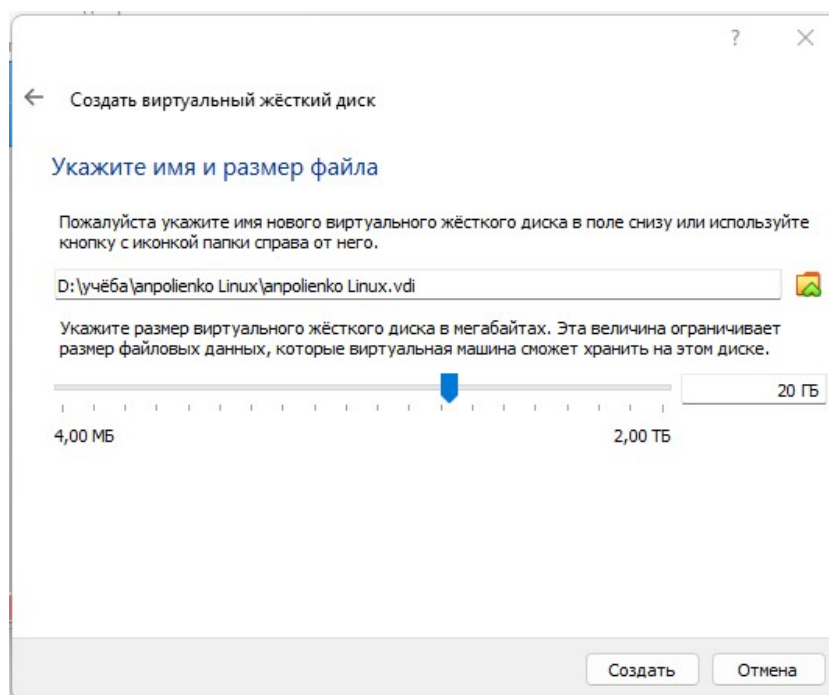 ?
Создать виртуальный жёсткий диск
Укажите имя и размер файла
Пожалуйста укажите имя нового виртуального жёсткого диска в поле снизу или используйте
кнопку с иконкой папки справа от него.
D:\учёба\anpolienko Linux\anpolienko Linux.vdi
Укажите размер виртуального жёсткого диска в мегабайтах. Эта величина ограничивает
размер файловых данных, которые виртуальная машина сможет хранить на этом диске.
20 ГБ
4,00 МБ 2,00 ТБ
Создать Отмена